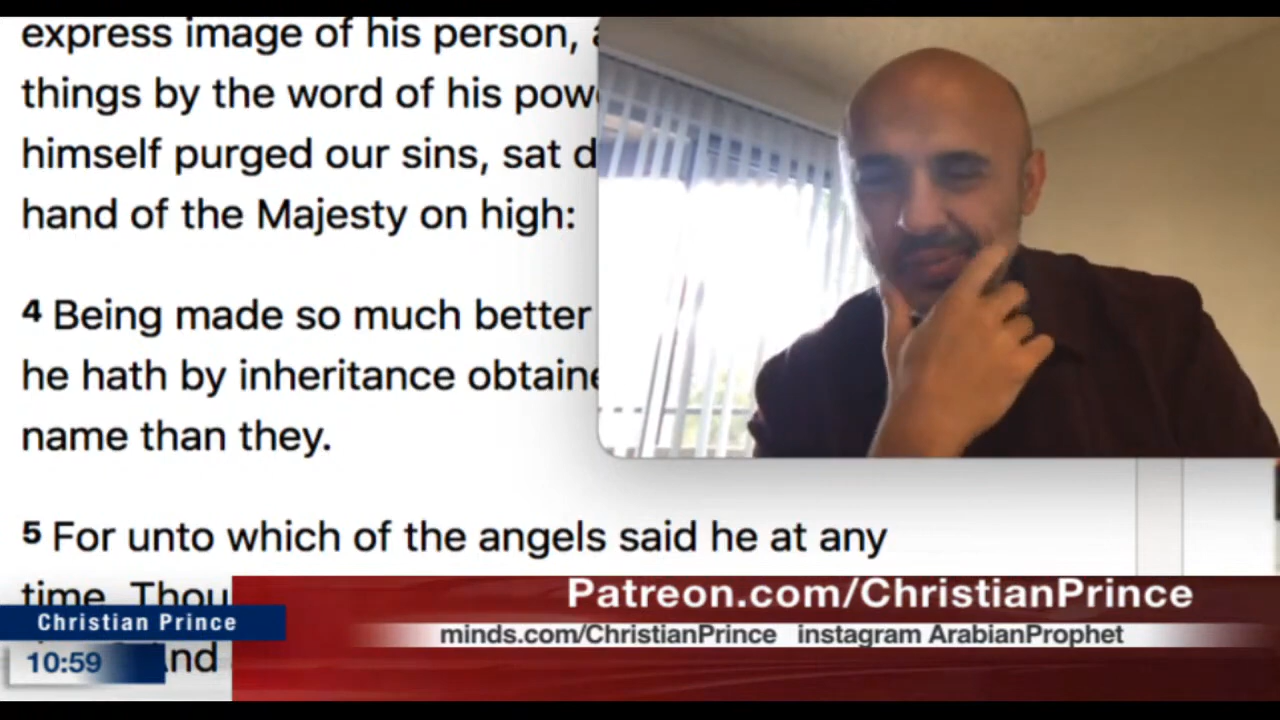 express image of his person,
things by the word of his
himself purged our sins, sat
hand of the Majesty on high:
4 Being made so much better
he hath by inheritance
name than they.
5 For unto which of the angels said he at any
time,
Patreon.com/ChristianPrince
Christian Prince
minds.com/ChristianPrince instagram ArabianProphet
10:59